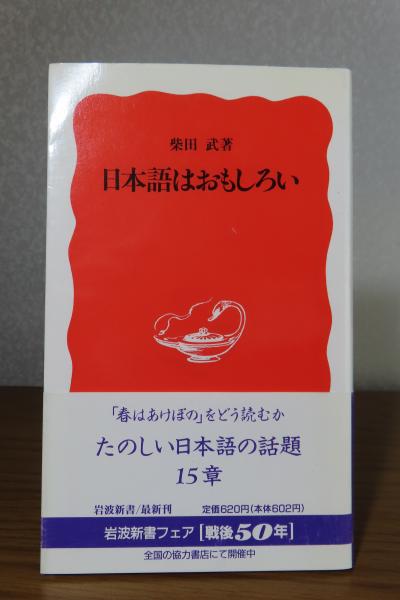 柴田 武著
日本語はおもしろい
「春はあけぼの」をどう読むか
たのしい日本語の話題
15章
岩波新書/最新刊 定価620円(本体602円)
岩波新書フェア[戦後50年]
全国の協力書店にて開催中